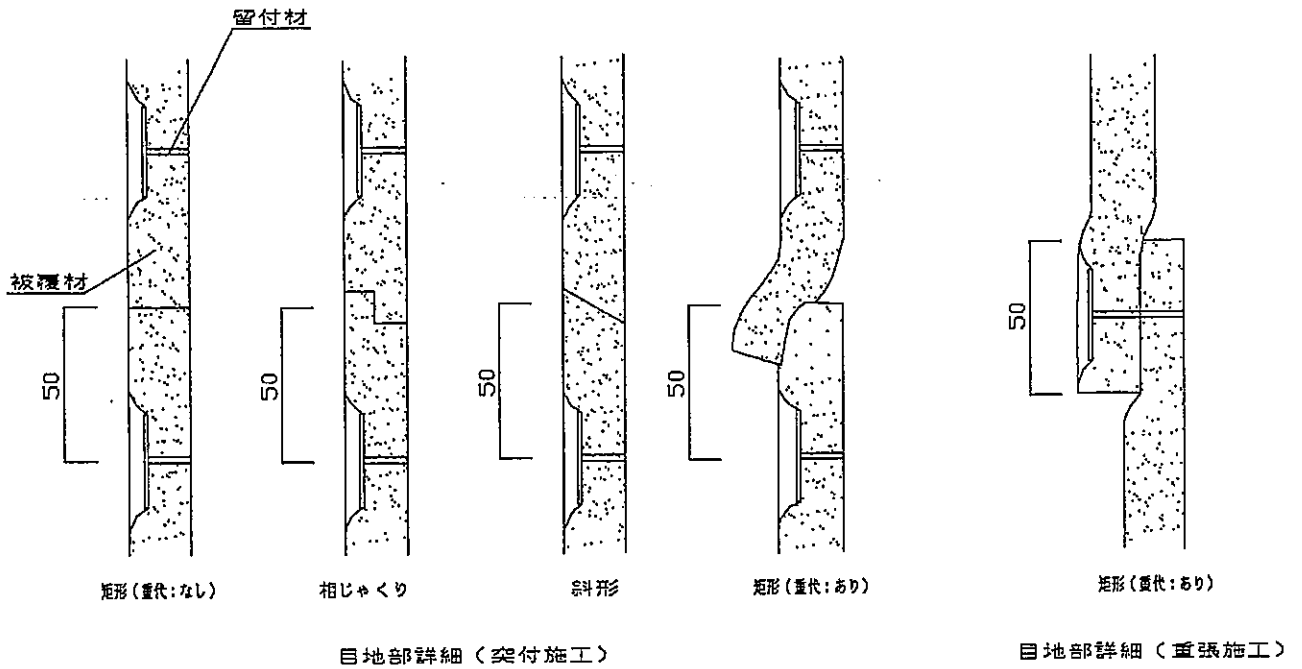 留付材
被覆材
50
50
50
50
50
矩形(重代:なし)
相じゃくり
斜形
矩形(重代:あり)
矩形(重代:あり)
目地部詳細(突付施工)
目地部詳細(重張施工)